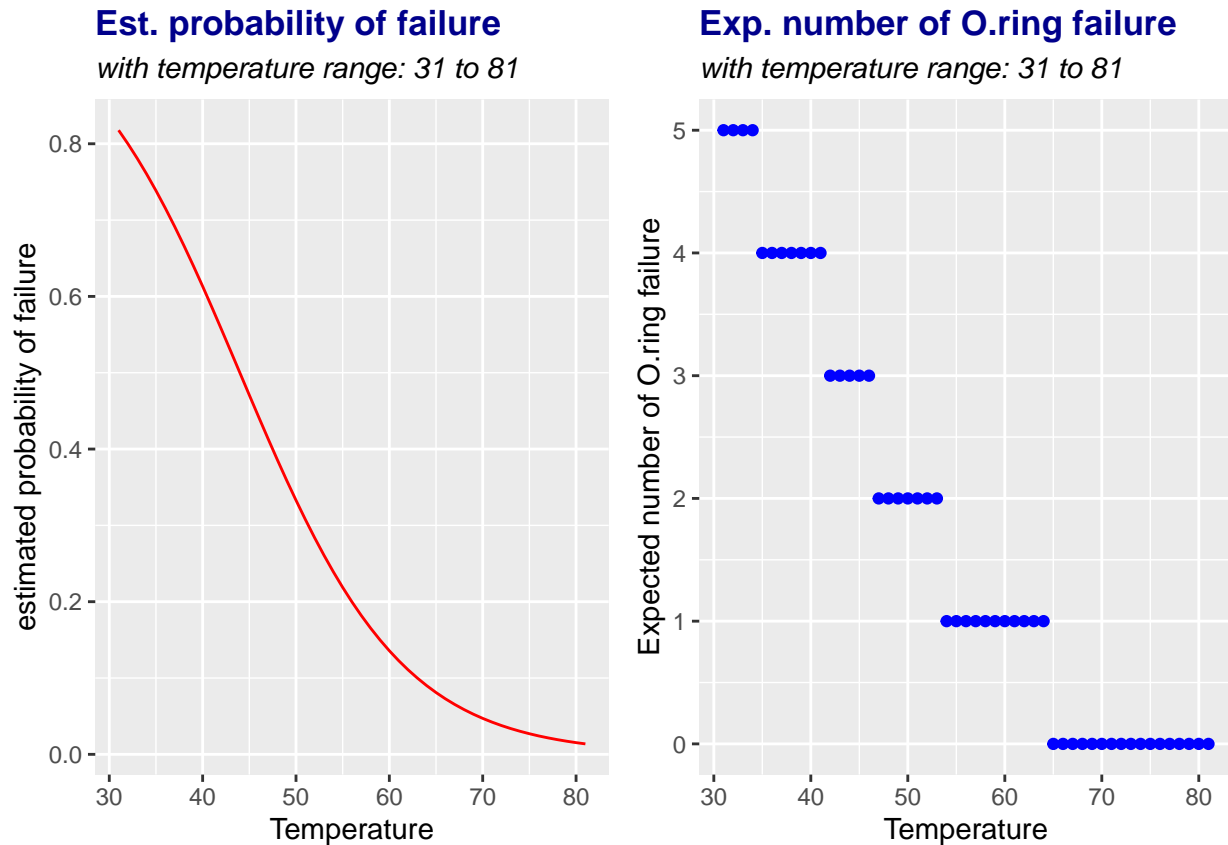 Est. probability of failure
with temperature range: 31 to 81
estimated probability of failure
0.8
0.6
0.4
0.2
0.0
30 40 50 60 70 80
Temperature
Exp. number of O.ring failure
with temperature range: 31 to 81
Expected number of O.ring failure
5
4
3
2
1
0
30 40 50 60 70 80
Temperature